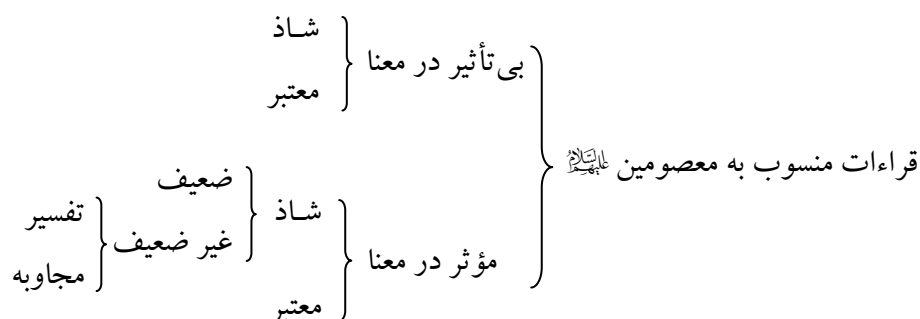 قراءات منسوب به معصومین علیهم‌السلام
بی‌تأثیر در معنا
شاذ
معتبر
مؤثر در معنا
شاذ
ضعیف
غیر ضعیف
تفسیر
مجاوبه
معتبر